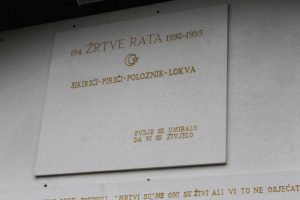 194 ŽRTVE RATA 1992-1995
SIKIRIĆI-PIRIĆI-POLOZNIK-LOKVA
OVDJE SE UMIRALO
DA BI SE ŽIVJELO
MRTVI SU" NE ONI SU ŽIVI ALI VI TO NE OSJEĆAT